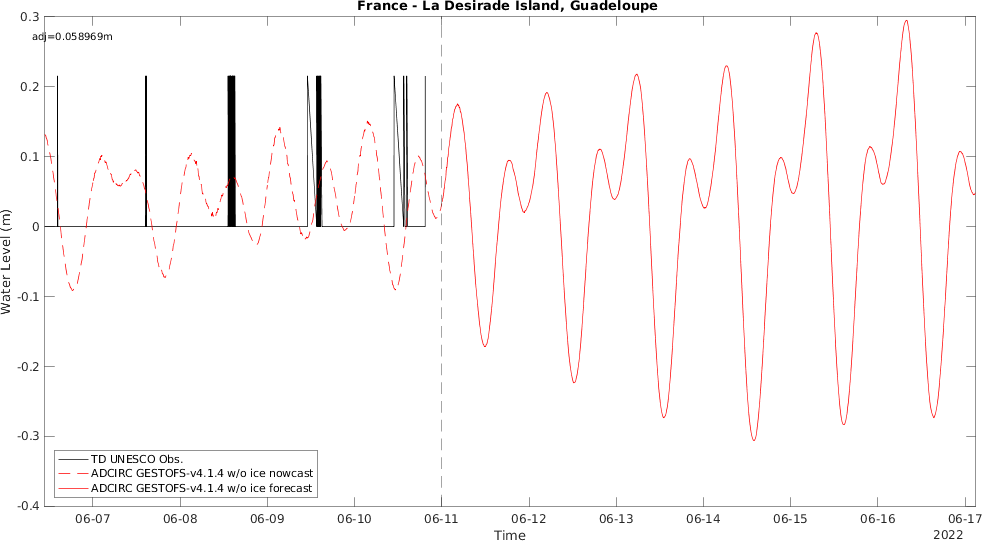 France - La Desirade Island, Guadeloupe
adj=0.058969m
0.3
0.2
0.1
0
-0.1
-0.2
-0.3
-0.4
Water Level (m)
TD UNESCO Obs.
ADCIRC GESTOFS-v4.1.4 w/o ice nowcast
ADCIRC GESTOFS-v4.1.4 w/o ice forecast
06-07 06-08 06-09 06-10 06-11 06-12 06-13 06-14 06-15 06-16 06-17
Time
2022